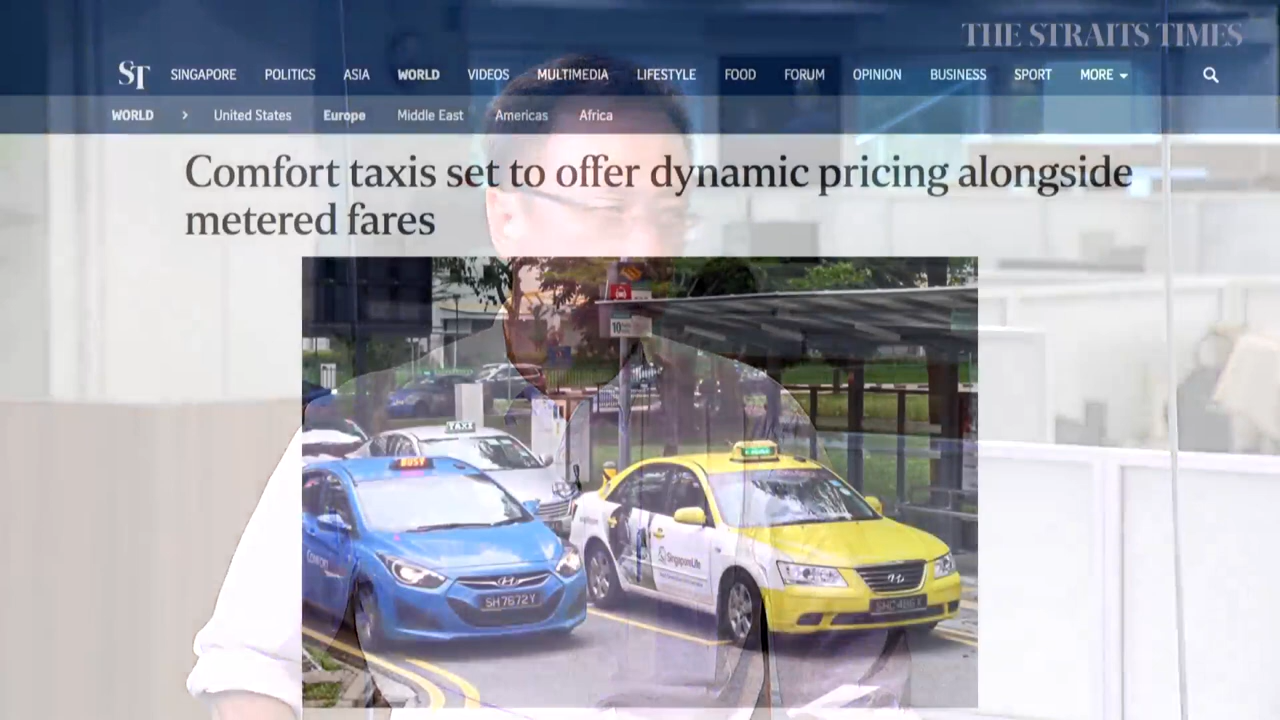 THE STRAITS TIMES
ST SINGAPORE POLITICS ASIA WORLD VIDEOS MULTIMEDIA LIFESTYLE FOOD FORUM OPINION BUSINESS SPORT MORE
WORLD > United States Europe Middle East Americas Africa
Comfort taxis set to offer dynamic pricing alongside
metered fares
10
TAXI
BUSY
SingaporeLife
SH7672Y